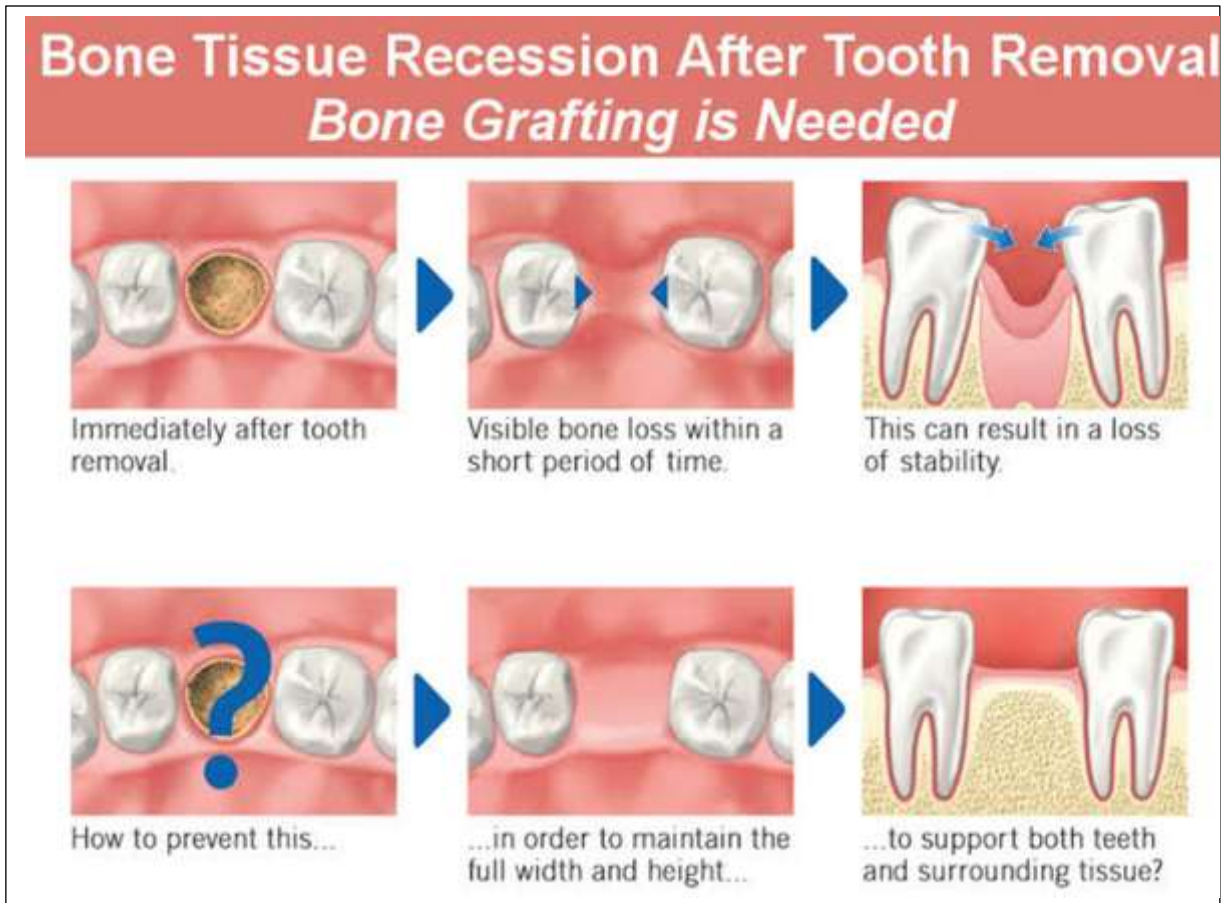 Bone Tissue Recession After Tooth Removal
Bone Grafting is Needed
Immediately after tooth
removal.
Visible bone loss within a
short period of time.
This can result in a loss
of stability.
?
How to prevent this...
...in order to maintain the
full width and height...
...to support both teeth
and surrounding tissue?